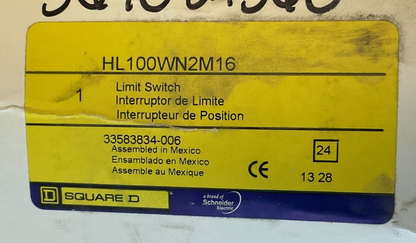 HL100WN2M16
1
Limit Switch
Interruptor de Limite
Interrupteur de Position
33583834-006
Assembled in Mexico
Ensamblado en Mexico
Assemble au Mexique
CE
24
13 28
D SQUARE D
a brand of
Schneider
Electric